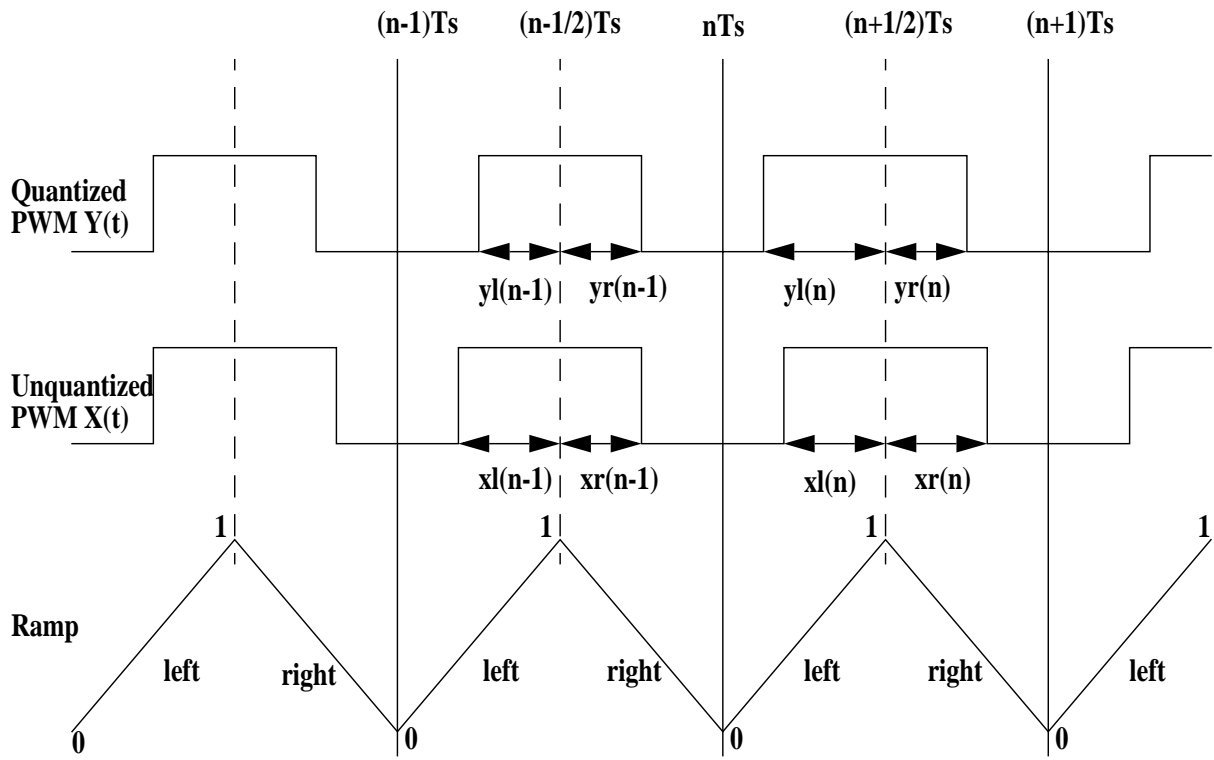 (n-1)Ts (n-1/2)Ts nTs (n+1/2)Ts (n+1)Ts
Quantized
PWM Y(t)
yl(n-1) yr(n-1) yl(n) yr(n)
Unquantized
PWM X(t)
xl(n-1) xr(n-1) xl(n) xr(n)
1 1 1 1
Ramp
left right left right left right left
0 0 0 0